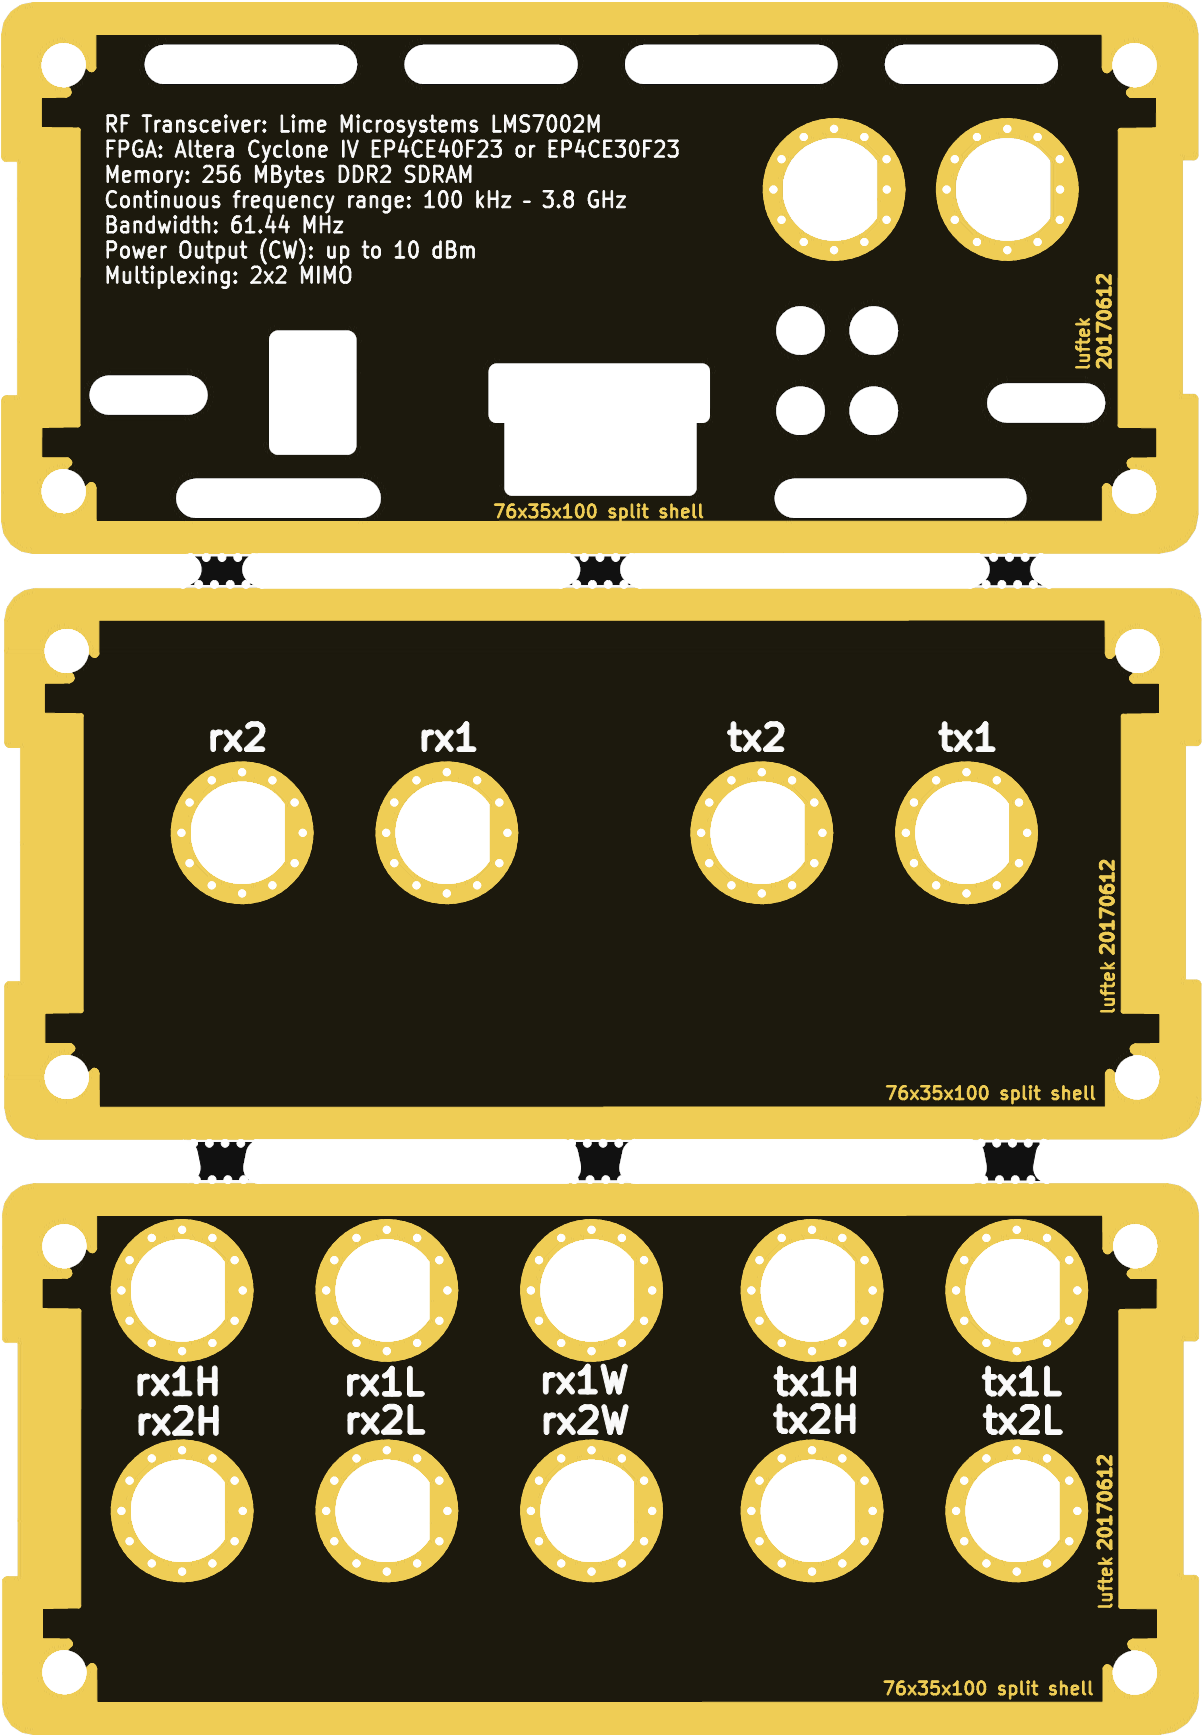 RF Transceiver: Lime Microsystems LMS7002M
FPGA: Altera Cyclone IV EP4CE40F23 or EP4CE30F23
Memory: 256 MBytes DDR2 SDRAM
Continuous frequency range: 100 kHz - 3.8 GHz
Bandwidth: 61.44 MHz
Power Output (CW): up to 10 dBm
Multiplexing: 2x2 MIMO
luftek
20170612
76x35x100 split shell
rx2 rx1 tx2 tx1
luftek 20170612
76x35x100 split shell
rx1H rx1L rx1W tx1H tx1L
rx2H rx2L rx2W tx2H tx2L
luftek 20170612
76x35x100 split shell